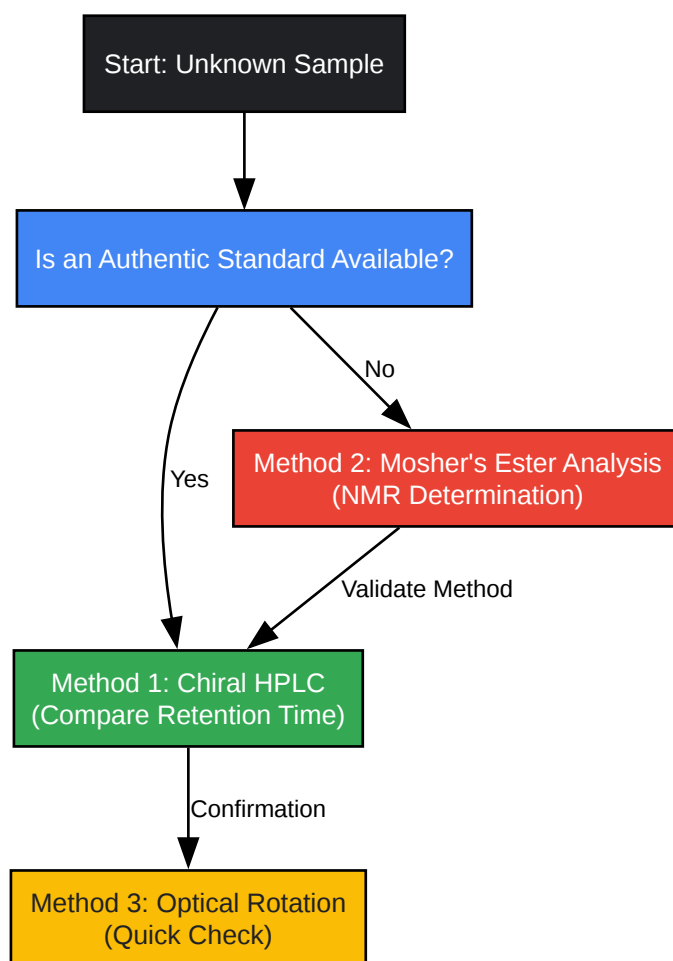 Start: Unknown Sample
Is an Authentic Standard Available?
No
Method 2: Mosher's Ester Analysis
(NMR Determination)
Yes
Validate Method
Method 1: Chiral HPLC
(Compare Retention Time)
Confirmation
Method 3: Optical Rotation
(Quick Check)